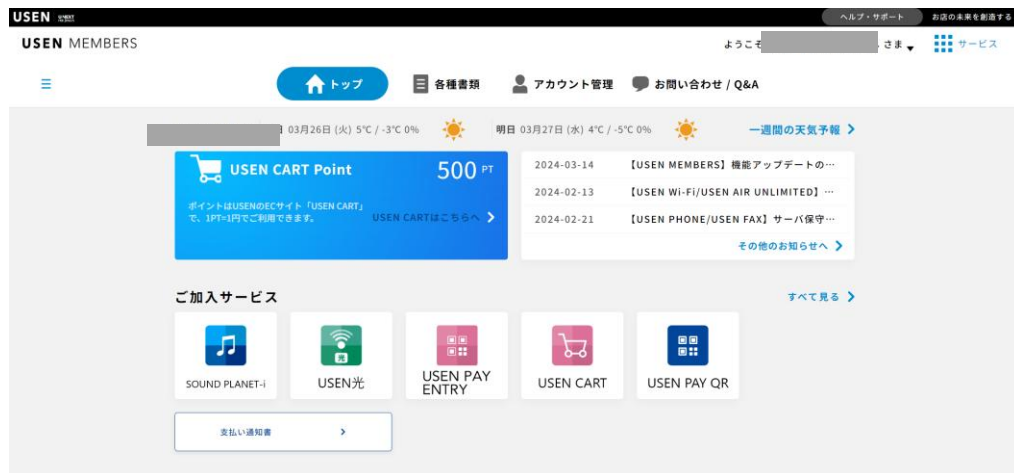 USEN
ヘルプ・サポート
お店の未来を創造する
USEN MEMBERS
ようこそ
さま
サービス
トップ
各種書類
アカウント管理
お問い合わせ / Q&A
03月26日 (火) 5℃ / -3℃ 0%
明日 03月27日 (水) 4℃ / -5℃ 0%
一週間の天気予報
USEN CART Point
500 PT
ポイントはUSENのECサイト「USEN CART」
で、1PT=1円でご利用できます。
USEN CARTはこちらへ
2024-03-14 【USEN MEMBERS】機能アップデートの…
2024-02-13 【USEN Wi-Fi/USEN AIR UNLIMITED】…
2024-02-21 【USEN PHONE/USEN FAX】サーバ保守…
その他のお知らせへ
ご加入サービス
すべて見る
光
SOUND PLANET-i
USEN光
USEN PAY
ENTRY
USEN CART
USEN PAY QR
支払い通知書